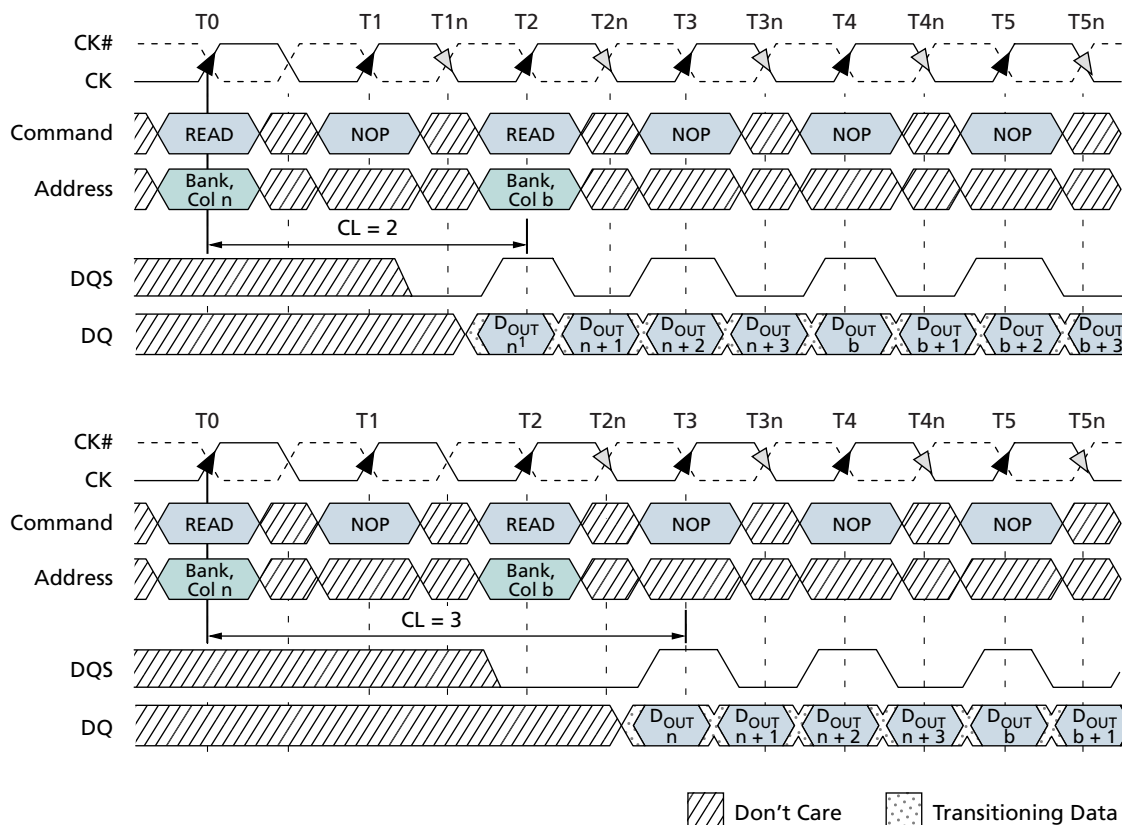 T0 T1 T1n T2 T2n T3 T3n T4 T4n T5 T5n
CK#
CK
Command READ NOP READ NOP NOP NOP
Address Bank, Col n Bank, Col b
CL = 2
DQS
DQ DOUT n¹ DOUT n + 1 DOUT n + 2 DOUT n + 3 DOUT b DOUT b + 1 DOUT b + 2 DOUT b + 3
T0 T1 T2 T2n T3 T3n T4 T4n T5 T5n
CK#
CK
Command READ NOP READ NOP NOP NOP
Address Bank, Col n Bank, Col b
CL = 3
DQS
DQ DOUT n DOUT n + 1 DOUT n + 2 DOUT n + 3 DOUT b DOUT b + 1
Don't Care Transitioning Data